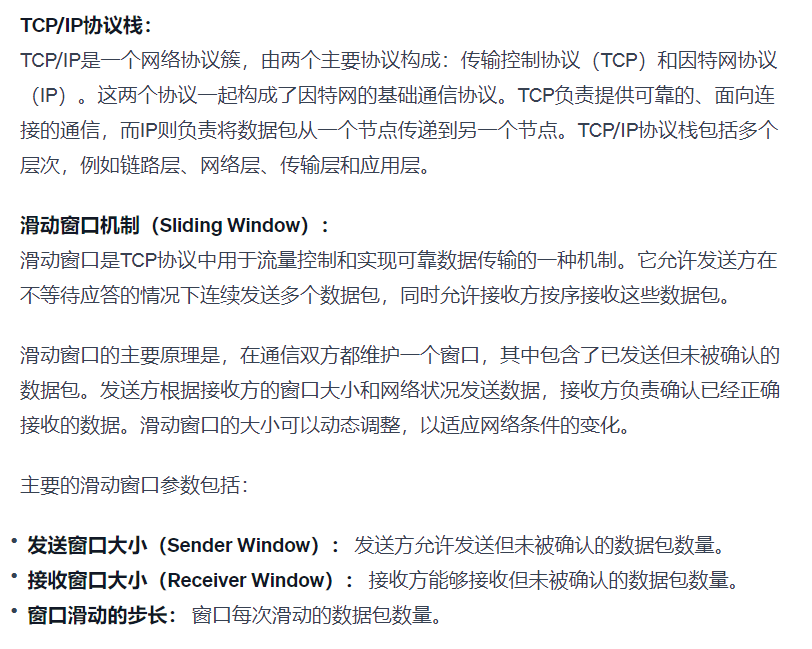 TCP/IP协议栈：
TCP/IP是一个网络协议簇，由两个主要协议构成：传输控制协议（TCP）和因特网协议
（IP）。这两个协议一起构成了因特网的基础通信协议。TCP负责提供可靠的、面向连
接的通信，而IP则负责将数据包从一个节点传递到另一个节点。TCP/IP协议栈包括多个
层次，例如链路层、网络层、传输层和应用层。
滑动窗口机制（Sliding Window）：
滑动窗口是TCP协议中用于流量控制和实现可靠数据传输的一种机制。它允许发送方在
不等待应答的情况下连续发送多个数据包，同时允许接收方按序接收这些数据包。
滑动窗口的主要原理是，在通信双方都维护一个窗口，其中包含了已发送但未被确认的
数据包。发送方根据接收方的窗口大小和网络状况发送数据，接收方负责确认已经正确
接收的数据。滑动窗口的大小可以动态调整，以适应网络条件的变化。
主要的滑动窗口参数包括：
• 发送窗口大小（Sender Window）： 发送方允许发送但未被确认的数据包数量。
• 接收窗口大小（Receiver Window）： 接收方能够接收但未被确认的数据包数量。
• 窗口滑动的步长： 窗口每次滑动的数据包数量。